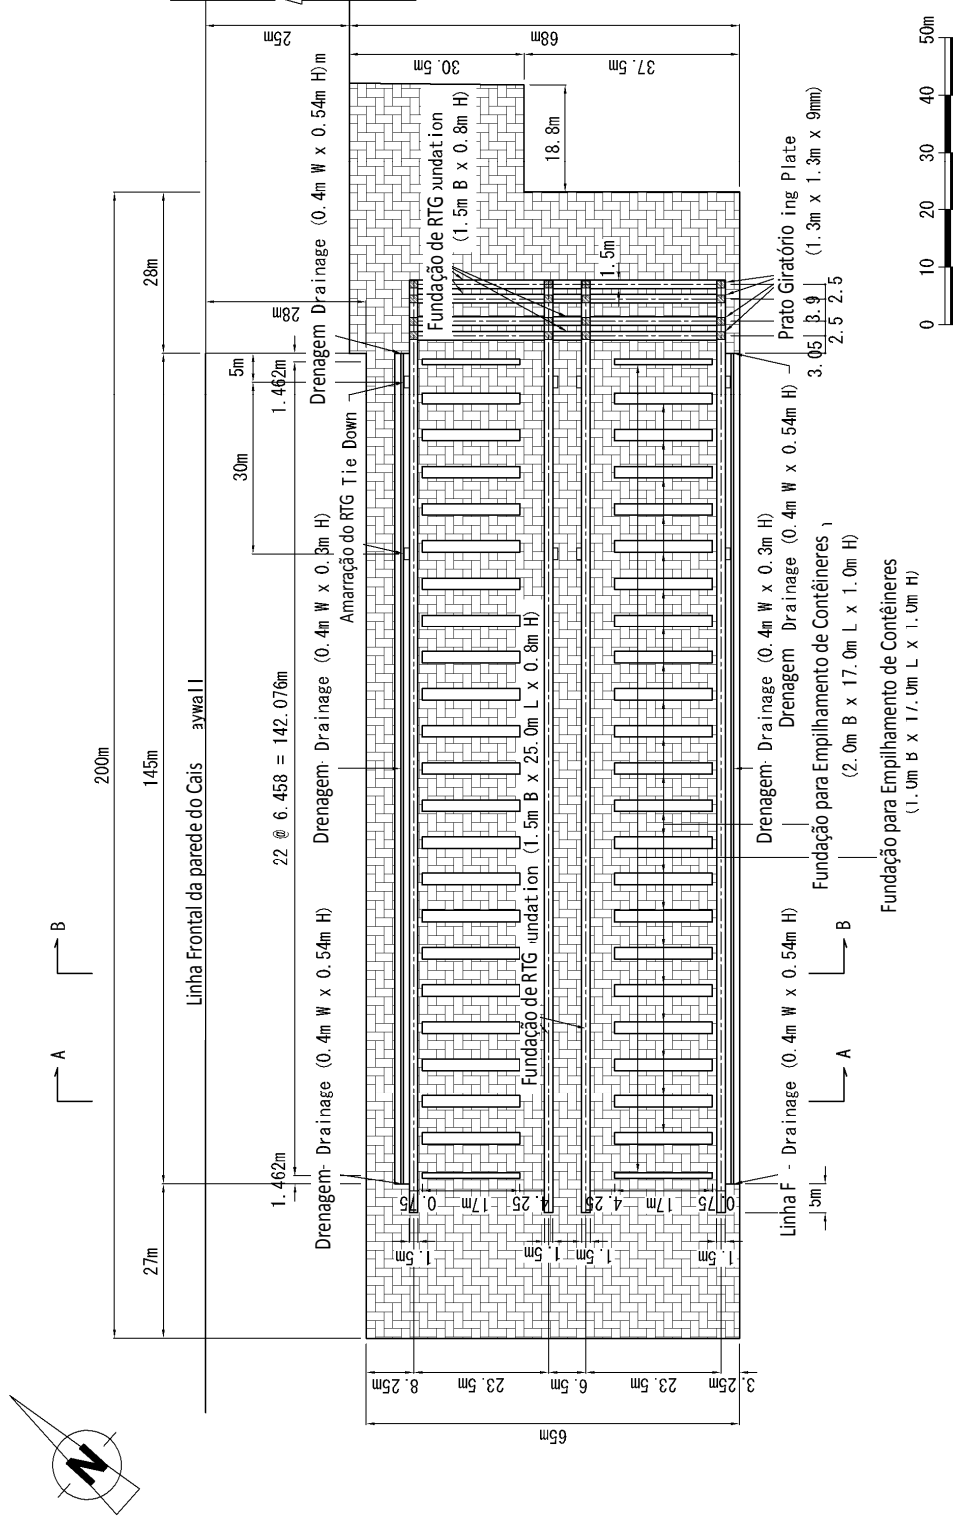 200m
27m
145m
28m
Linha Frontal da parede do Cais aywall
25m
28m
68m
30.5m
37.5m
18.8m
1.462m
22 @ 6.458 = 142.076m
1.462m
5m
30m
Drenagem- Drainage (0.4m W x 0.54m H)
Drenagem- Drainage (0.4m W x 0.3m H)
Amarração do RTG Tie Down
Drenagem Drainage (0.4m W x 0.54m H)m
Fundação de RTG undation
(1.5m B x 0.8m H)
Fundação de RTG undation (1.5m B x 25.0m L x 0.8m H)
1.5m
Prato Giratório ing Plate
(1.3m x 1.3m x 9mm)
3.05
2.5
3.9
2.5
A
B
A
B
0.75
17m
4.25
4.25
17m
0.75
1.5m
1.5m
1.5m
1.5m
5m
8.25m
23.5m
6.5m
23.5m
3.25m
65m
Linha F - Drainage (0.4m W x 0.54m H)
Drenagem- Drainage (0.4m W x 0.3m H)
Drenagem Drainage (0.4m W x 0.54m H)
Fundação para Empilhamento de Contêineres
(2.0m B x 17.0m L x 1.0m H)
Fundação para Empilhamento de Contêineres
(1.0m B x 17.0m L x 1.0m H)
0 10 20 30 40 50m
N